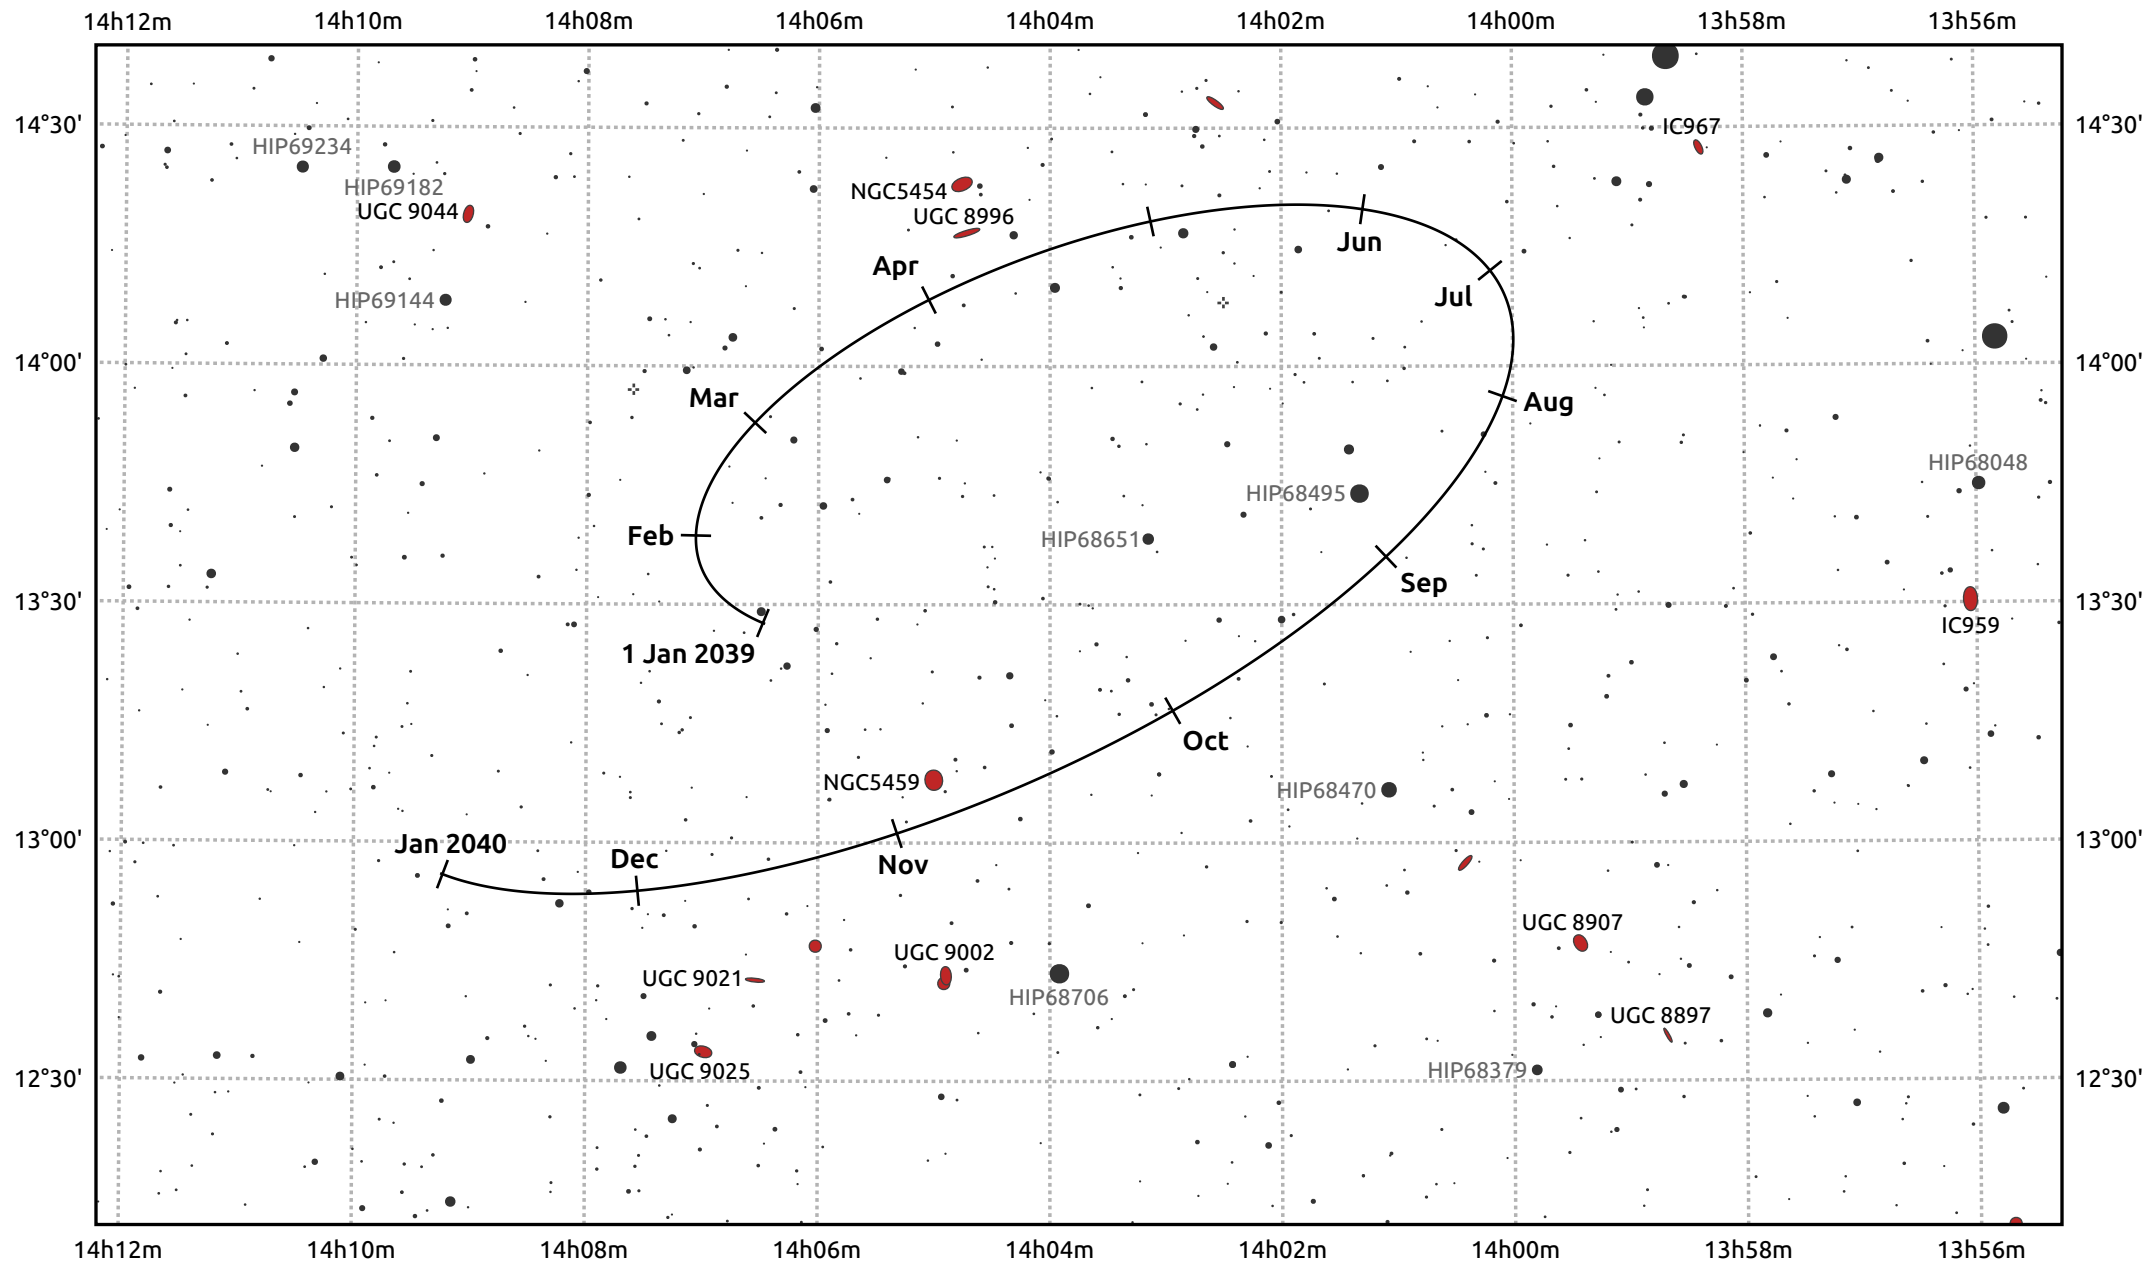 14h12m 14h10m 14h08m 14h06m 14h04m 14h02m 14h00m 13h58m 13h56m
14°30' 14°30'
IC967
HIP69234
HIP69182
NGC5454
UGC 9044
UGC 8996
Jun
Apr
Jul
HIP69144
14°00' 14°00'
Mar
Aug
HIP68048
HIP68495
Feb
HIP68651
Sep
13°30' 13°30'
IC959
1 Jan 2039
Oct
NGC5459
HIP68470
13°00' 13°00'
Jan 2040
Dec
Nov
UGC 8907
UGC 9002
UGC 9021
HIP68706
UGC 8897
UGC 9025
HIP68379
12°30' 12°30'
14h12m 14h10m 14h08m 14h06m 14h04m 14h02m 14h00m 13h58m 13h56m